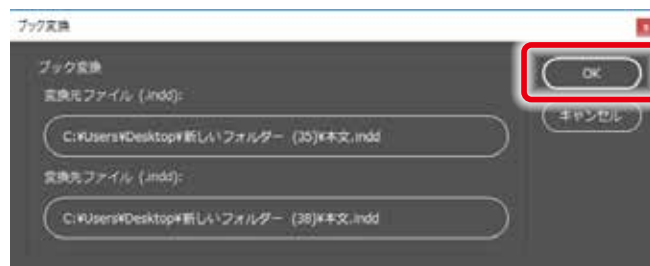 ブック変換
ブック変換
OK
変換元ファイル (.indd):
キャンセル
C:¥Users¥Desktop¥新しいフォルダー (35)¥本文.indd
変換先ファイル (.indd):
C:¥Users¥Desktop¥新しいフォルダー (38)¥本文.indd